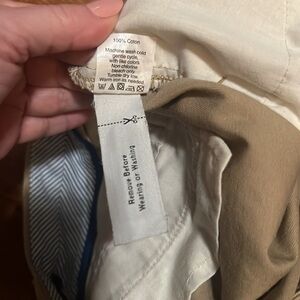 100% Cotton
Machine wash cold
gentle cycle,
with like colors
Non-chlorine
bleach only
Tumble dry low
Warm iron as needed
Remove Before
Wearing or Washing